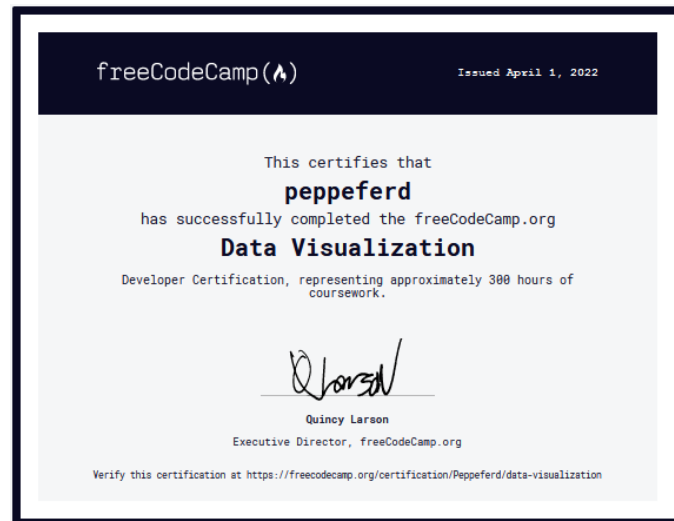 freeCodeCamp(🔥)
Issued April 1, 2022
This certifies that
peppeferd
has successfully completed the freeCodeCamp.org
Data Visualization
Developer Certification, representing approximately 300 hours of
coursework.
Q Larson
Quincy Larson
Executive Director, freeCodeCamp.org
Verify this certification at https://freecodecamp.org/certification/Peppeferd/data-visualization